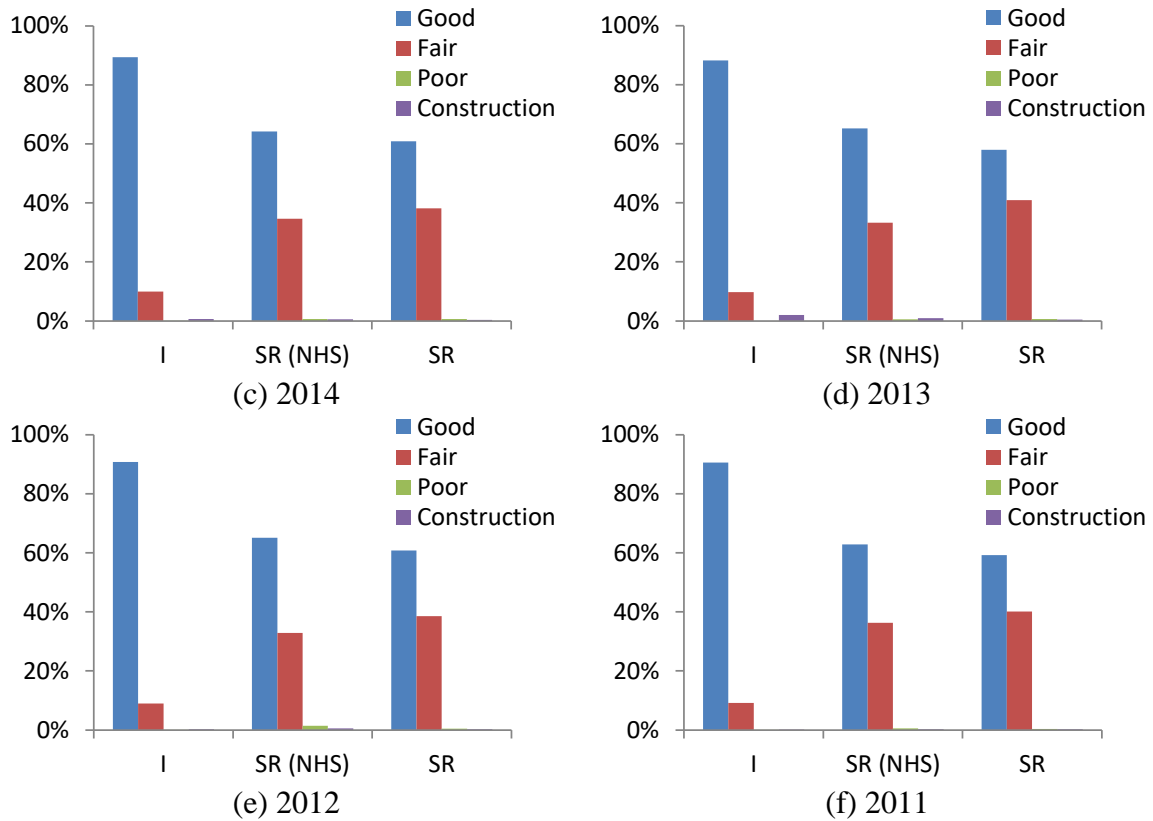 100%
80%
60%
40%
20%
0%
Good
Fair
Poor
Construction
I SR (NHS) SR
(c) 2014
100%
80%
60%
40%
20%
0%
Good
Fair
Poor
Construction
I SR (NHS) SR
(d) 2013
100%
80%
60%
40%
20%
0%
Good
Fair
Poor
Construction
I SR (NHS) SR
(e) 2012
100%
80%
60%
40%
20%
0%
Good
Fair
Poor
Construction
I SR (NHS) SR
(f) 2011